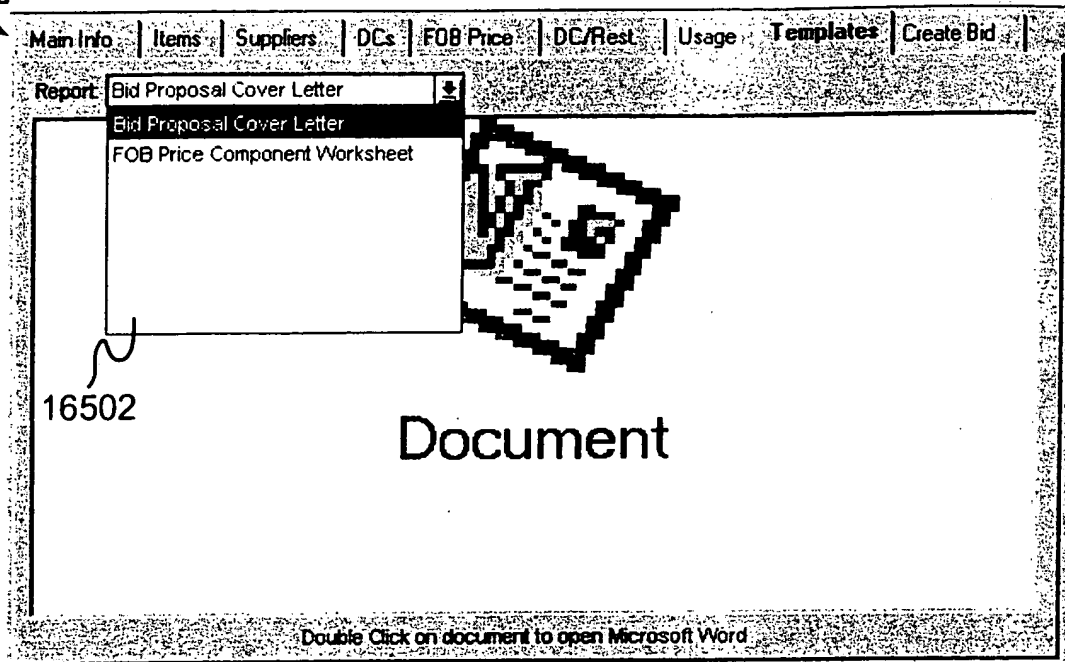 Main Info Items Suppliers DCs FOB Price DC/Rest. Usage Templates Create Bid
Report: Bid Proposal Cover Letter
Bid Proposal Cover Letter
FOB Price Component Worksheet
16502
Document
Double Click on document to open Microsoft Word